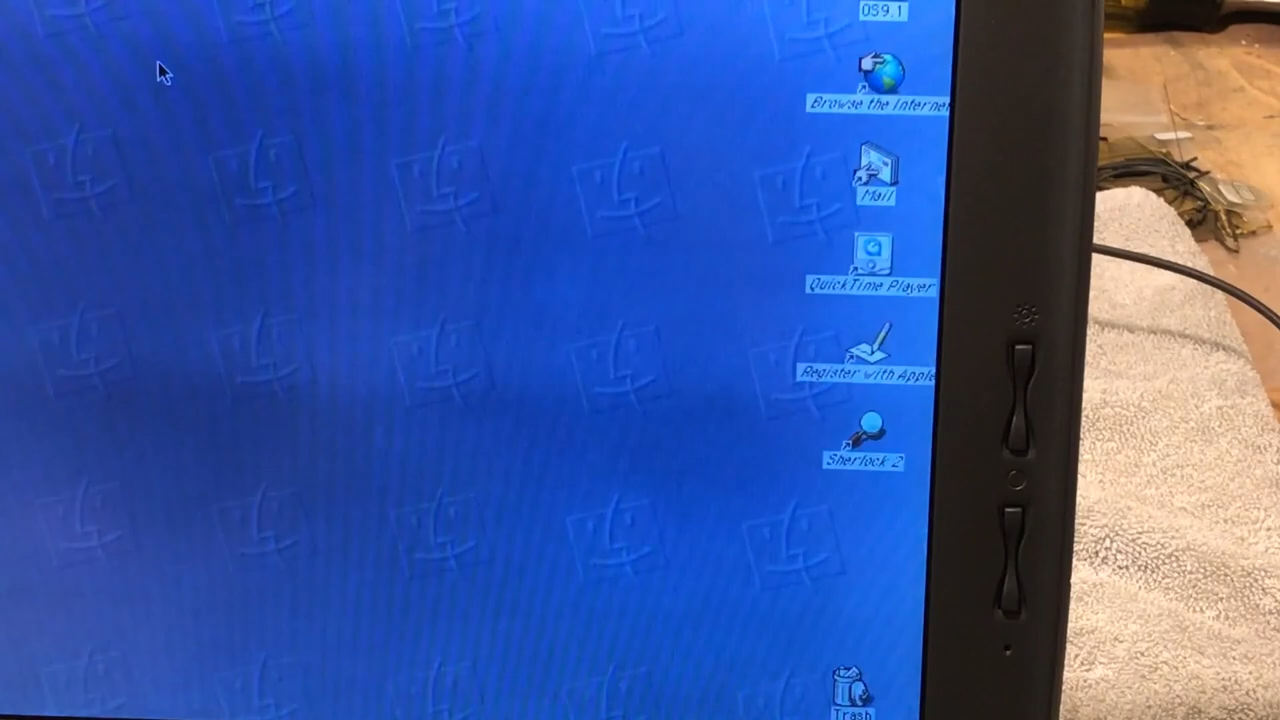 OS9.1
Browse the Internet
Mail
QuickTime Player
Register with Apple
Sherlock 2
Trash